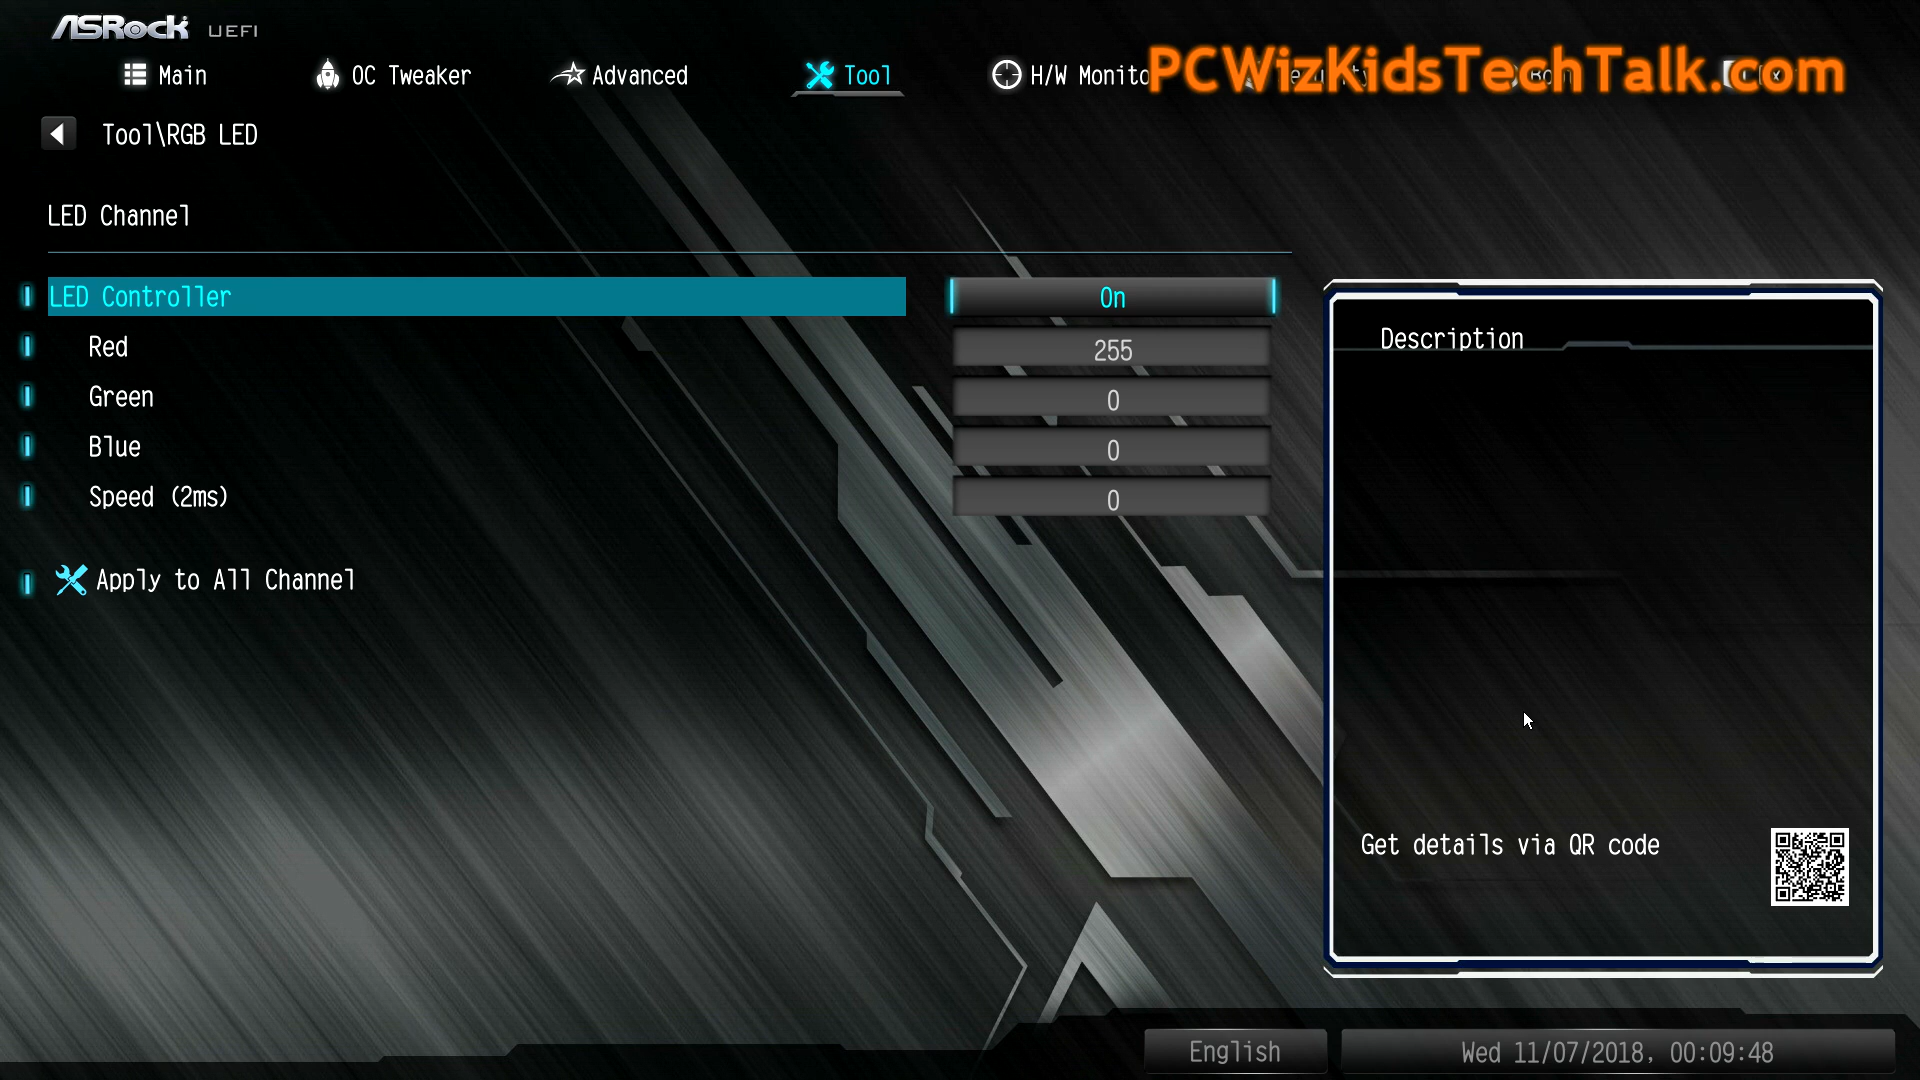 ASRock UEFI
Main OC Tweaker Advanced Tool H/W Monito
PCWizKidsTechTalk.com
Tool\RGB LED
LED Channel
LED Controller On
Red 255
Green 0
Blue 0
Speed (2ms) 0
Apply to All Channel
Description
Get details via QR code
English Wed 11/07/2018, 00:09:48